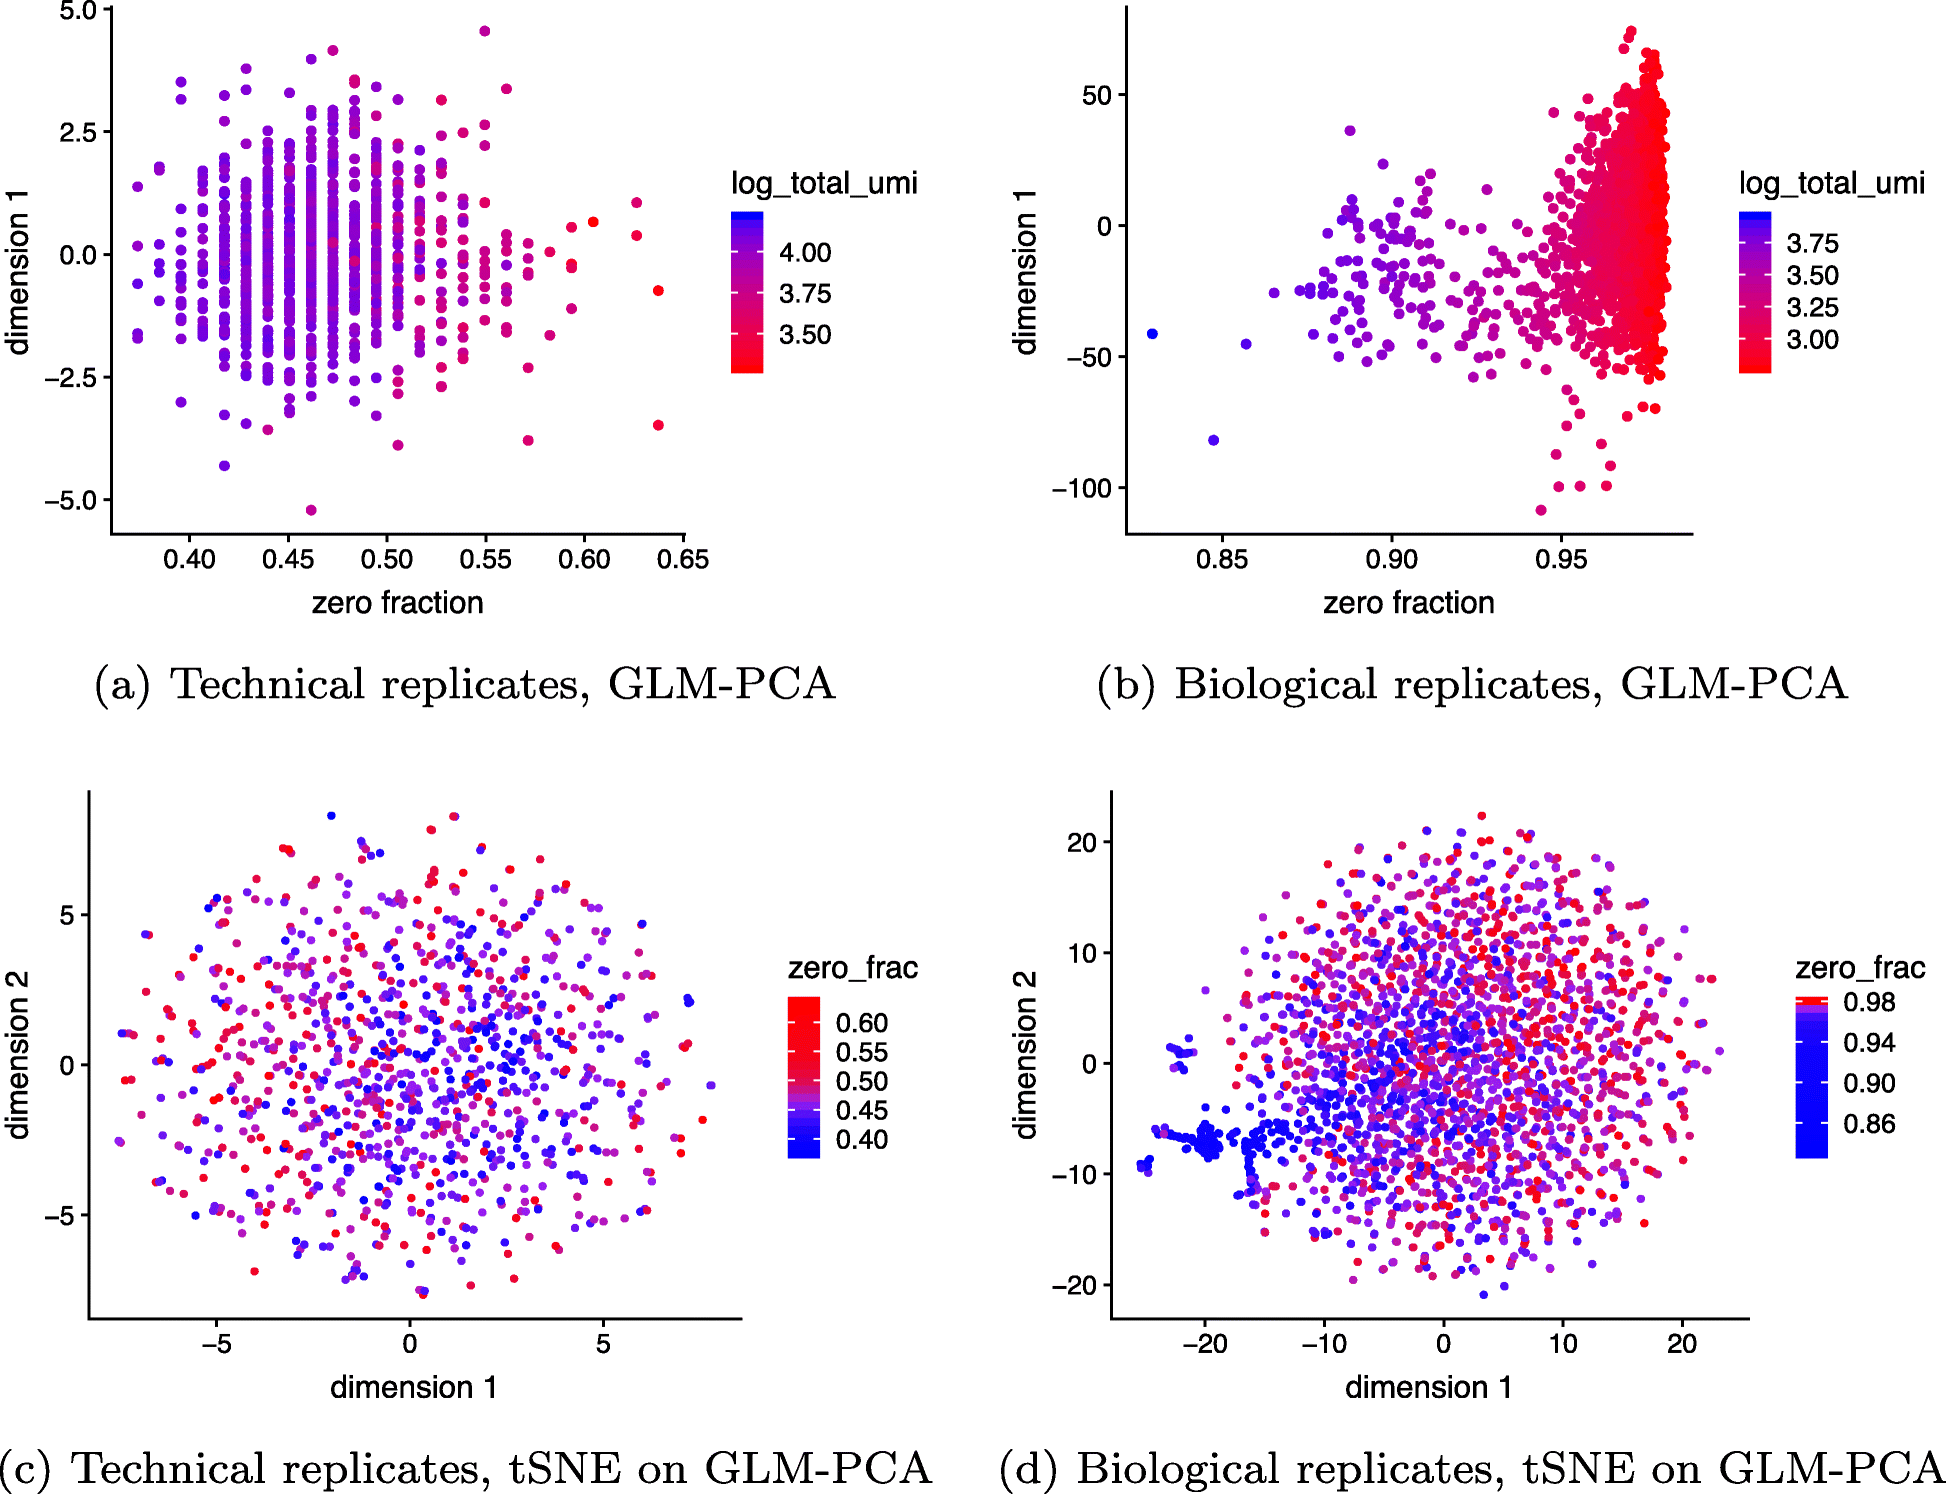 5.0
2.5
0.0
−2.5
−5.0
dimension 1
0.40 0.45 0.50 0.55 0.60 0.65
zero fraction
log_total_umi
4.00
3.75
3.50
(a) Technical replicates, GLM-PCA
50
0
−50
−100
dimension 1
0.85 0.90 0.95
zero fraction
log_total_umi
3.75
3.50
3.25
3.00
(b) Biological replicates, GLM-PCA
5
0
−5
dimension 2
−5 0 5
dimension 1
zero_frac
0.60
0.55
0.50
0.45
0.40
(c) Technical replicates, tSNE on GLM-PCA
20
10
0
−10
−20
dimension 2
−20 −10 0 10 20
dimension 1
zero_frac
0.98
0.94
0.90
0.86
(d) Biological replicates, tSNE on GLM-PCA